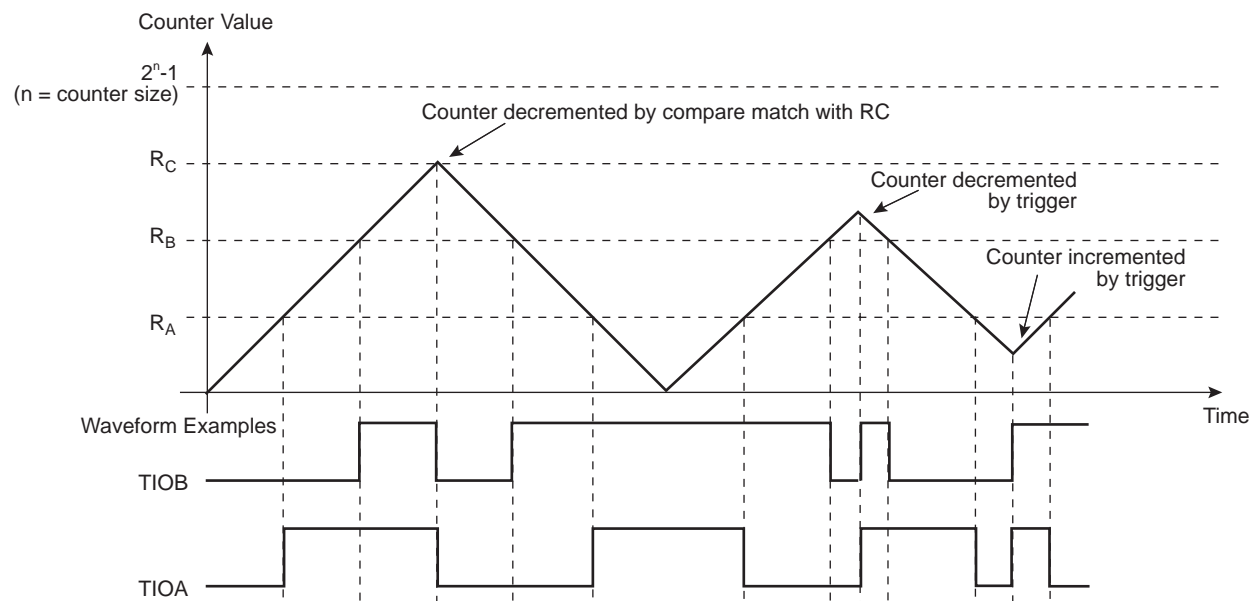 Counter Value
2ⁿ-1
(n = counter size)
Counter decremented by compare match with RC
R_C
Counter decremented
by trigger
R_B
Counter incremented
by trigger
R_A
Time
Waveform Examples
TIOB
TIOA